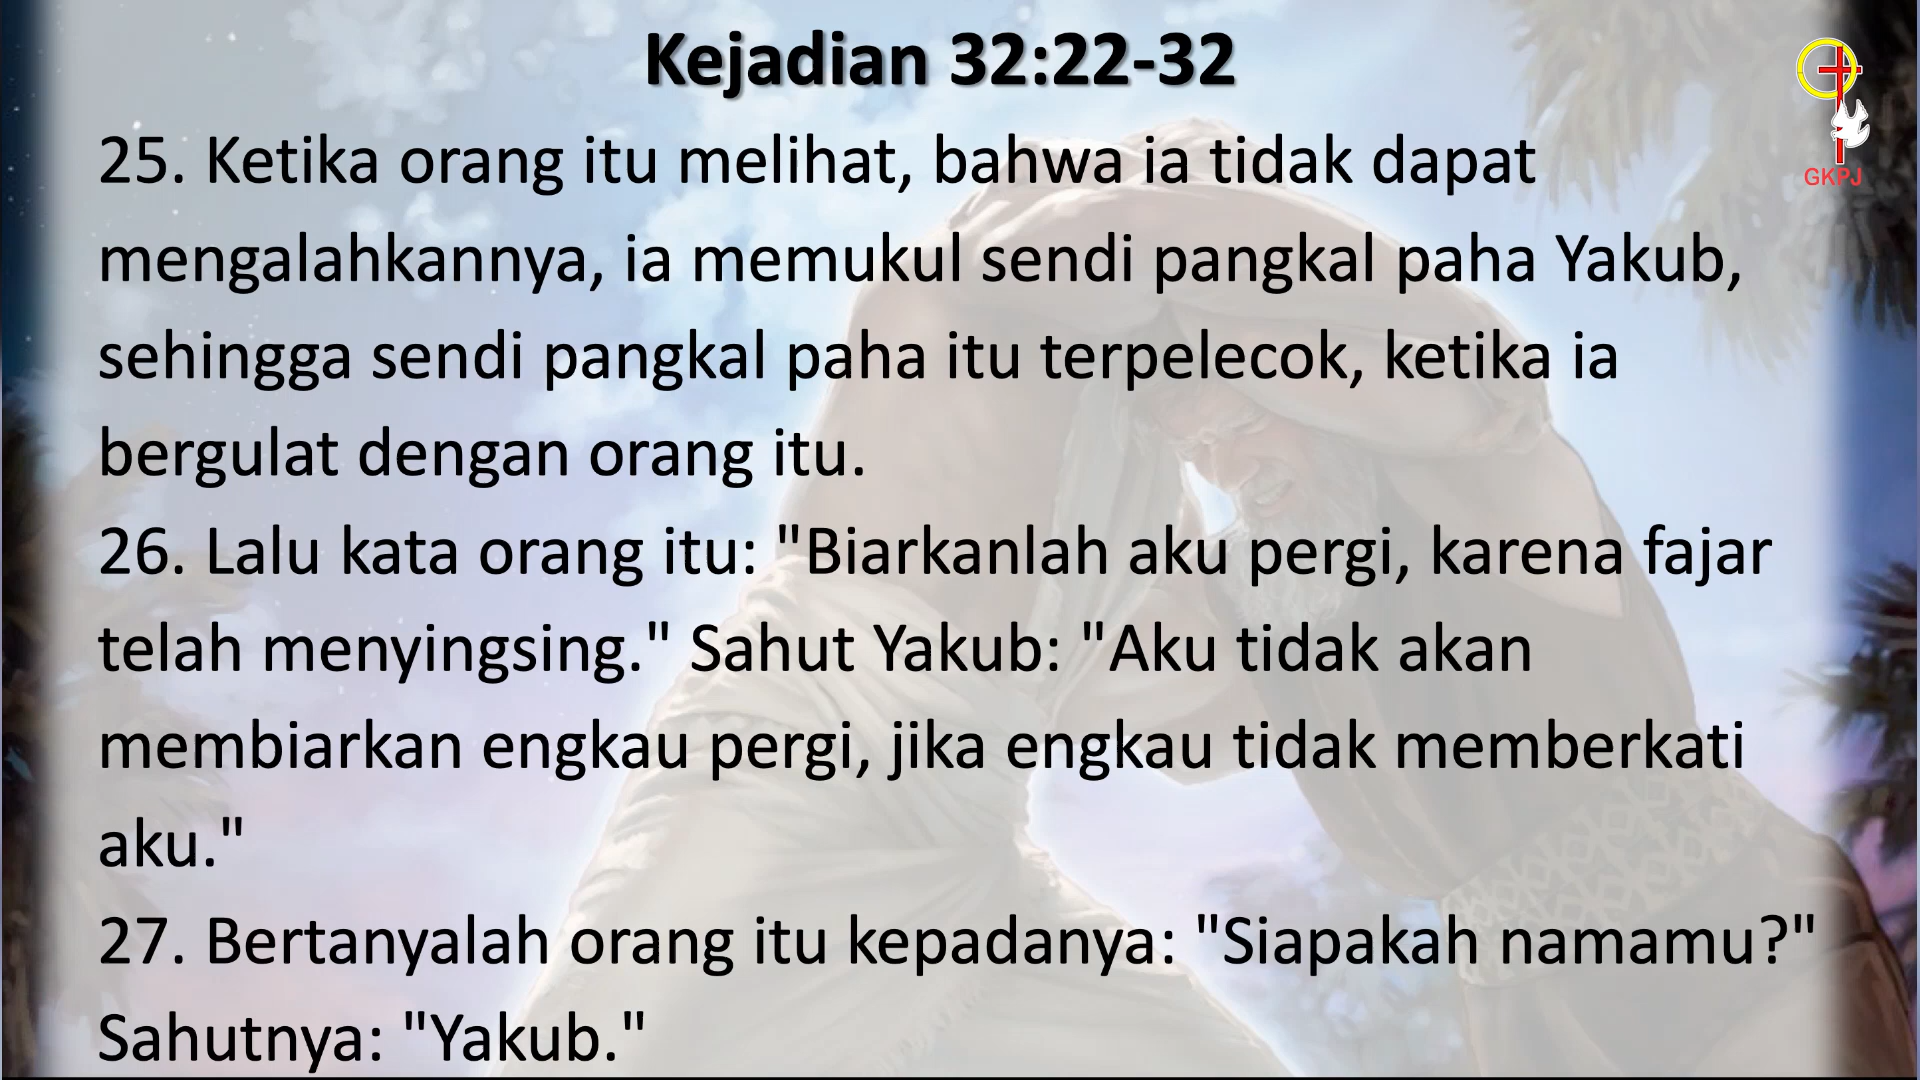 Kejadian 32:22-32
GKPJ
25. Ketika orang itu melihat, bahwa ia tidak dapat
mengalahkannya, ia memukul sendi pangkal paha Yakub,
sehingga sendi pangkal paha itu terpelecok, ketika ia
bergulat dengan orang itu.
26. Lalu kata orang itu: "Biarkanlah aku pergi, karena fajar
telah menyingsing." Sahut Yakub: "Aku tidak akan
membiarkan engkau pergi, jika engkau tidak memberkati
aku."
27. Bertanyalah orang itu kepadanya: "Siapakah namamu?"
Sahutnya: "Yakub."